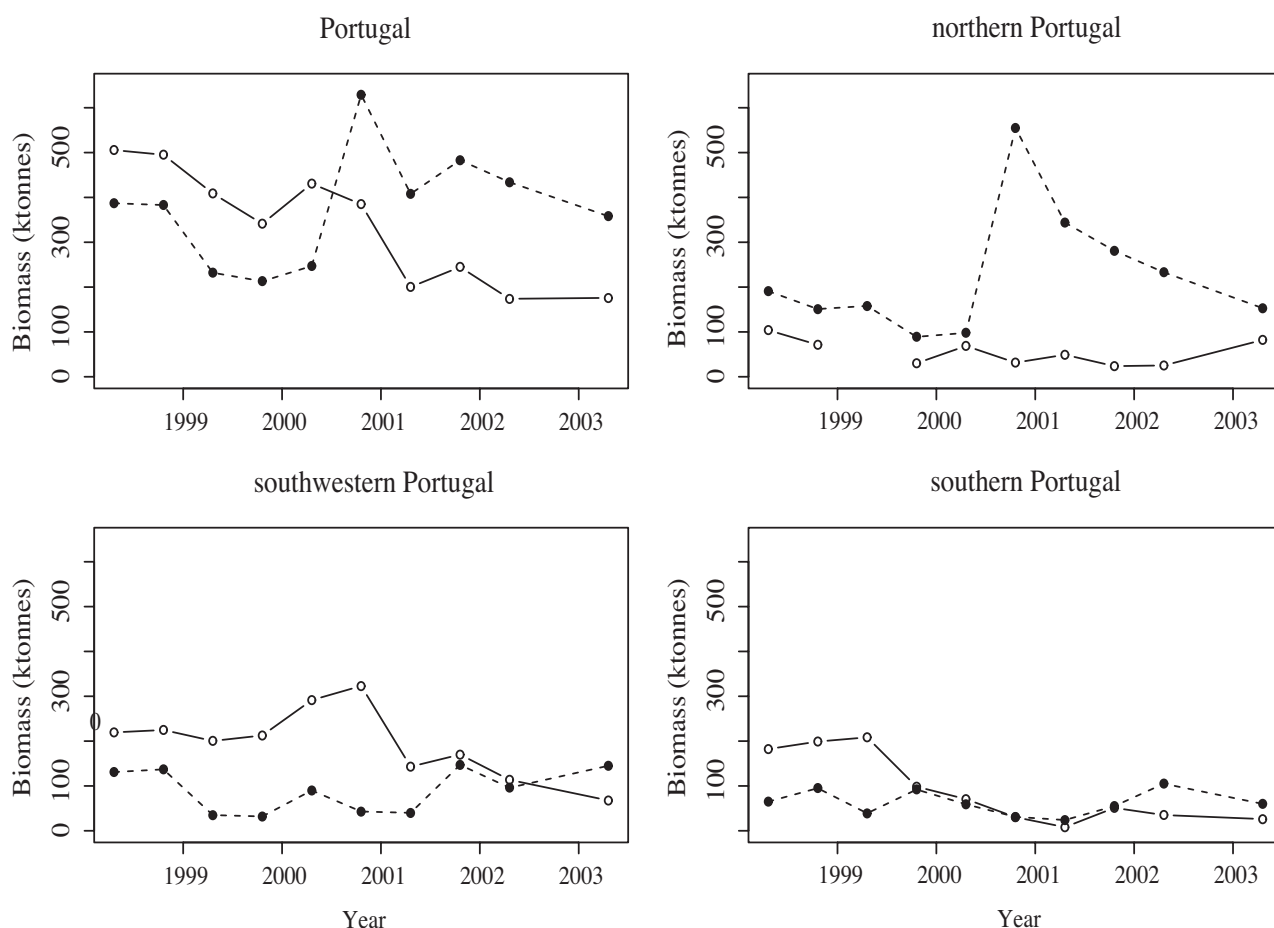 Portugal
northern Portugal
Biomass (ktonnes)
0 100 300 500
1999 2000 2001 2002 2003
Biomass (ktonnes)
0 100 300 500
1999 2000 2001 2002 2003
southwestern Portugal
southern Portugal
Biomass (ktonnes)
0 100 300 500
0
1999 2000 2001 2002 2003
Year
Biomass (ktonnes)
100 300 500
1999 2000 2001 2002 2003
Year